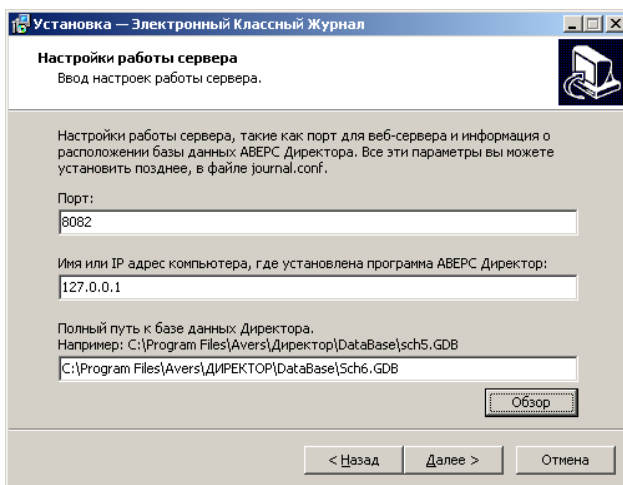 Установка — Электронный Классный Журнал
Настройки работы сервера
Ввод настроек работы сервера.
Настройки работы сервера, такие как порт для веб-сервера и информация о
расположении базы данных АВЕРС Директора. Все эти параметры вы можете
установить позднее, в файле journal.conf.
Порт:
8082
Имя или IP адрес компьютера, где установлена программа АВЕРС Директор:
127.0.0.1
Полный путь к базе данных Директора.
Например: C:\Program Files\Avers\Директор\DataBase\sch5.GDB
C:\Program Files\Avers\ДИРЕКТОР\DataBase\Sch6.GDB
Обзор
< Назад Далее > Отмена